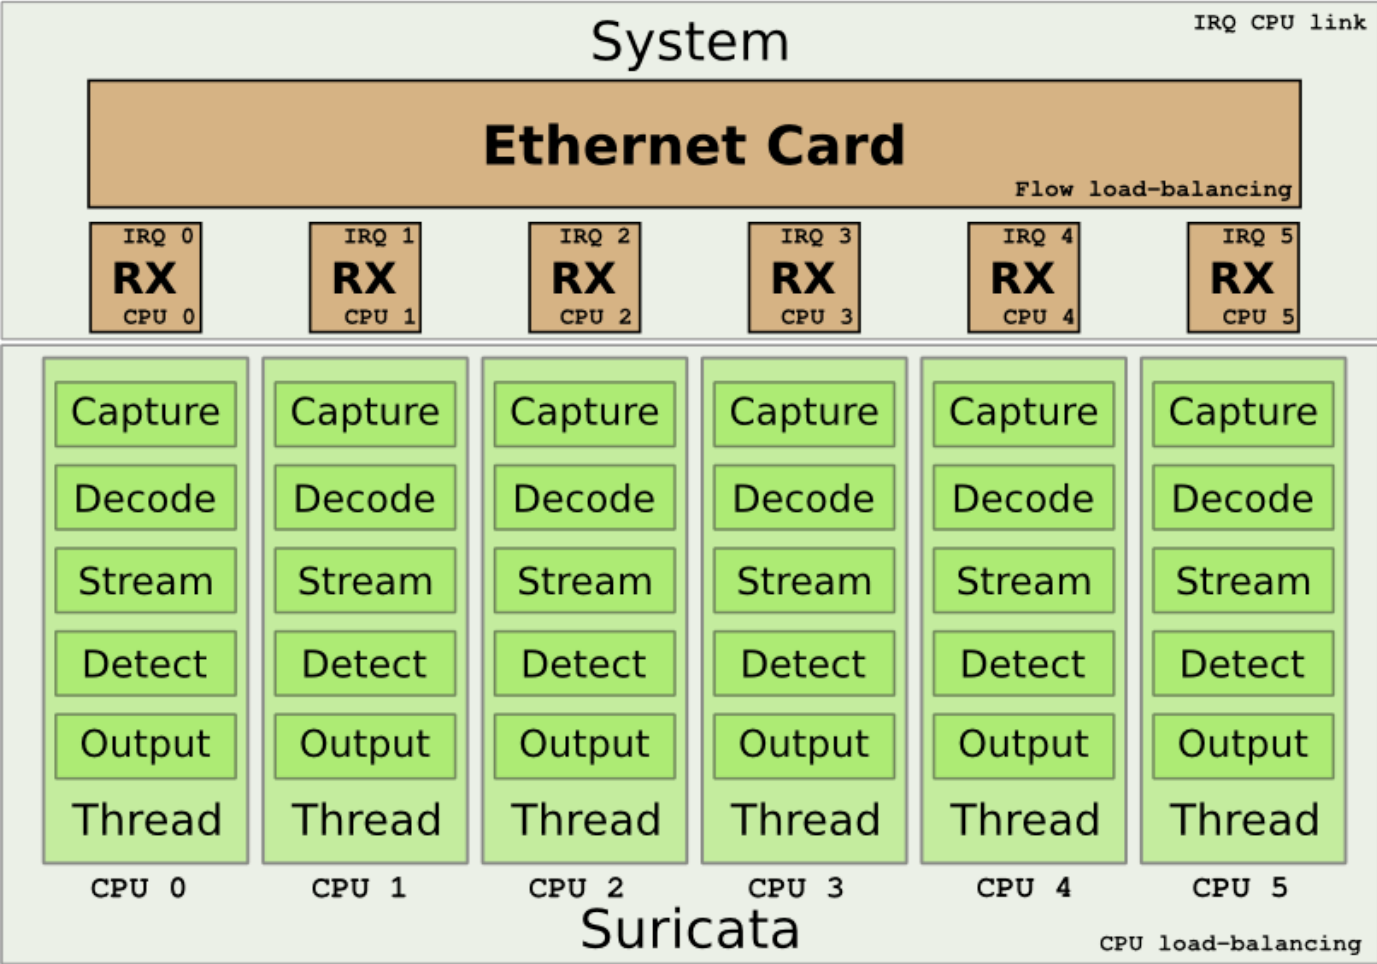 IRQ CPU link
System
Ethernet Card
Flow load-balancing
IRQ 0 IRQ 1 IRQ 2 IRQ 3 IRQ 4 IRQ 5
RX RX RX RX RX RX
CPU 0 CPU 1 CPU 2 CPU 3 CPU 4 CPU 5
Capture Capture Capture Capture Capture Capture
Decode Decode Decode Decode Decode Decode
Stream Stream Stream Stream Stream Stream
Detect Detect Detect Detect Detect Detect
Output Output Output Output Output Output
Thread Thread Thread Thread Thread Thread
CPU 0 CPU 1 CPU 2 CPU 3 CPU 4 CPU 5
Suricata
CPU load-balancing